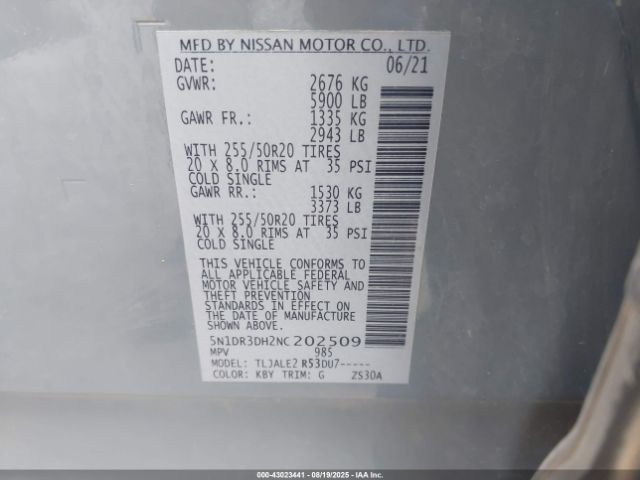 MFD BY NISSAN MOTOR CO., LTD.
DATE: 06/21
GVWR: 2676 KG
5900 LB
GAWR FR.: 1335 KG
2943 LB
WITH 255/50R20 TIRES
20 X 8.0 RIMS AT 35 PSI
COLD SINGLE
GAWR RR.: 1530 KG
3373 LB
WITH 255/50R20 TIRES
20 X 8.0 RIMS AT 35 PSI
COLD SINGLE
THIS VEHICLE CONFORMS TO
ALL APPLICABLE FEDERAL
MOTOR VEHICLE SAFETY AND
THEFT PREVENTION
STANDARDS IN EFFECT ON
THE DATE OF MANUFACTURE
SHOWN ABOVE.
5N1DR3DH2NC202509
MPV 985
MODEL: TLJALE2 R53DU7-----
COLOR: KBY TRIM: G ZS30A
000-43023441 - 08/19/2025 - IAAI Canada